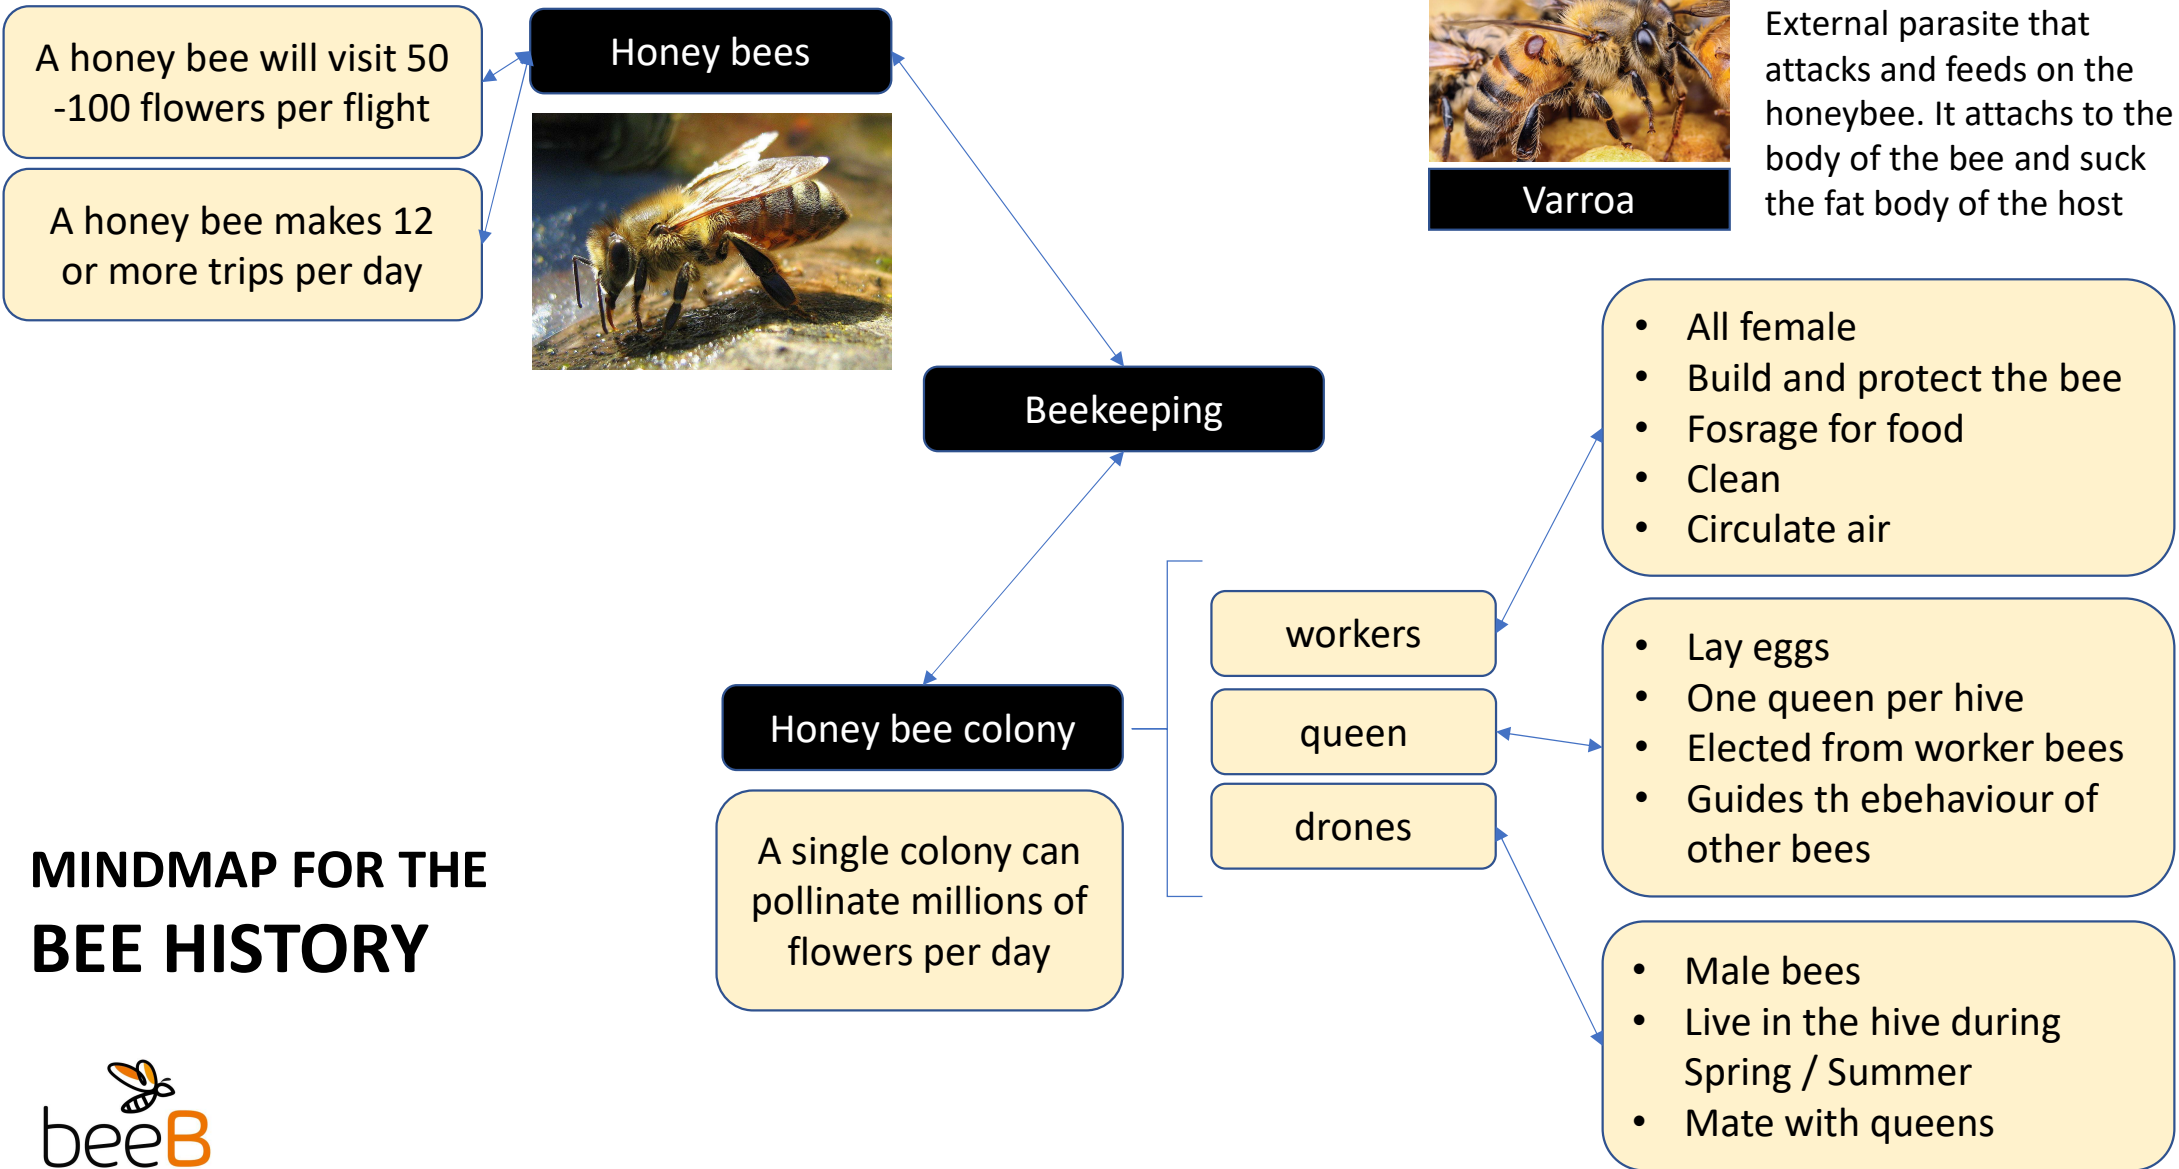 A honey bee will visit 50
-100 flowers per flight
A honey bee makes 12
or more trips per day
Honey bees
Varroa
External parasite that
attacks and feeds on the
honeybee. It attachs to the
body of the bee and suck
the fat body of the host
Beekeeping
• All female
• Build and protect the bee
• Fosrage for food
• Clean
• Circulate air
Honey bee colony
A single colony can
pollinate millions of
flowers per day
workers
queen
drones
• Lay eggs
• One queen per hive
• Elected from worker bees
• Guides th ebehaviour of
other bees
• Male bees
• Live in the hive during
Spring / Summer
• Mate with queens
MINDMAP FOR THE
BEE HISTORY
beeB